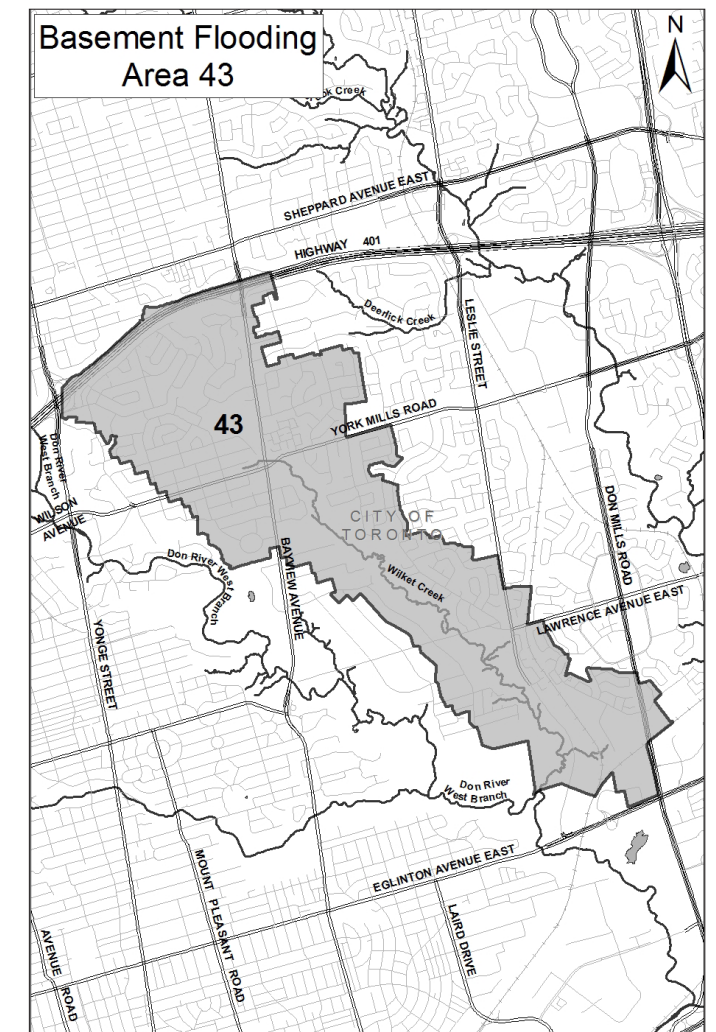 Basement Flooding
Area 43
N
Creek
SHEPPARD AVENUE EAST
HIGHWAY 401
Deerlick Creek
LESLIE STREET
43
YORK MILLS ROAD
Don River
West Branch
WILSON
AVENUE
CITY OF
TORONTO
DON MILLS ROAD
Don River West
Branch
BAYVIEW AVENUE
Wilket Creek
LAWRENCE AVENUE EAST
YONGE STREET
Don River
West Branch
MOUNT PLEASANT ROAD
EGLINTON AVENUE EAST
LAIRD DRIVE
AVENUE ROAD